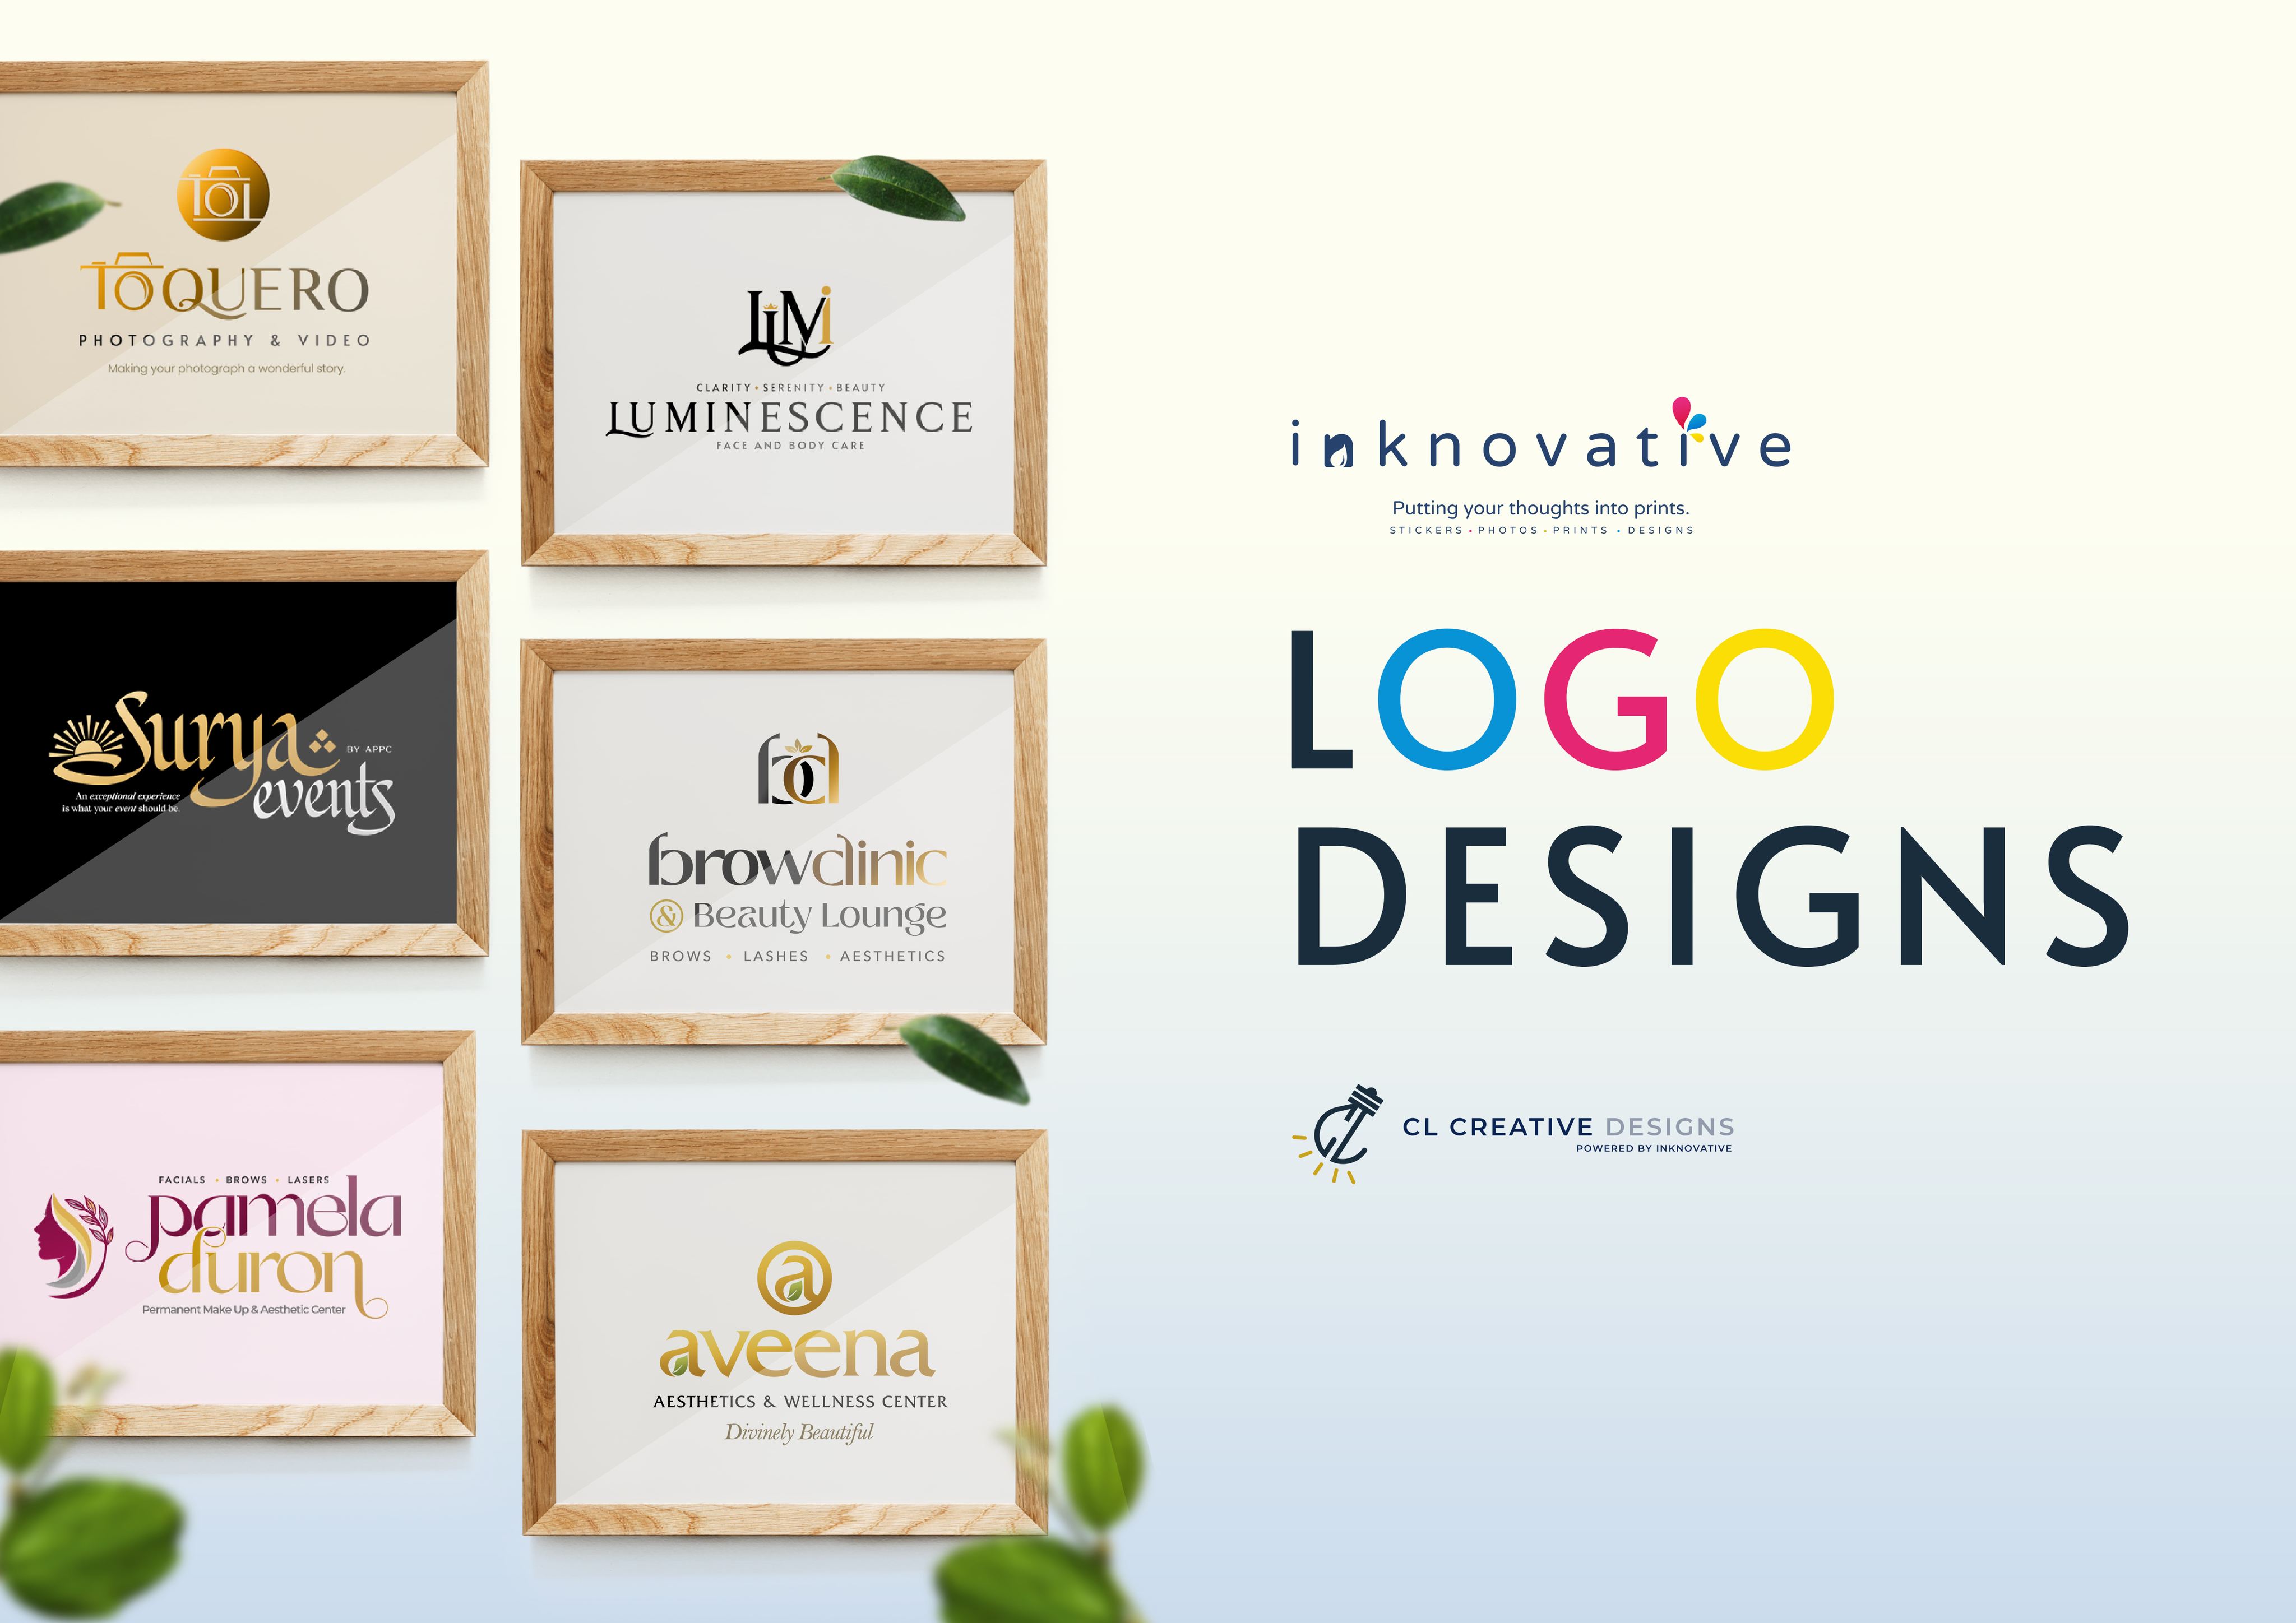 TOQUERO
PHOTOGRAPHY & VIDEO
Making your photograph a wonderful story.
Surya
BY APPC
events
An exceptional experience
is what your event should be.
FACIALS • BROWS • LASERS
pamela
duron
Permanent Make Up & Aesthetic Center
LUMI
CLARITY • SERENITY • BEAUTY
LUMINESCENCE
FACE AND BODY CARE
browclinic
& Beauty Lounge
BROWS • LASHES • AESTHETICS
a
aveena
AESTHETICS & WELLNESS CENTER
Divinely Beautiful
inknovative
Putting your thoughts into prints.
STICKERS • PHOTOS • PRINTS • DESIGNS
LOGO
DESIGNS
CL CREATIVE DESIGNS
POWERED BY INKNOVATIVE